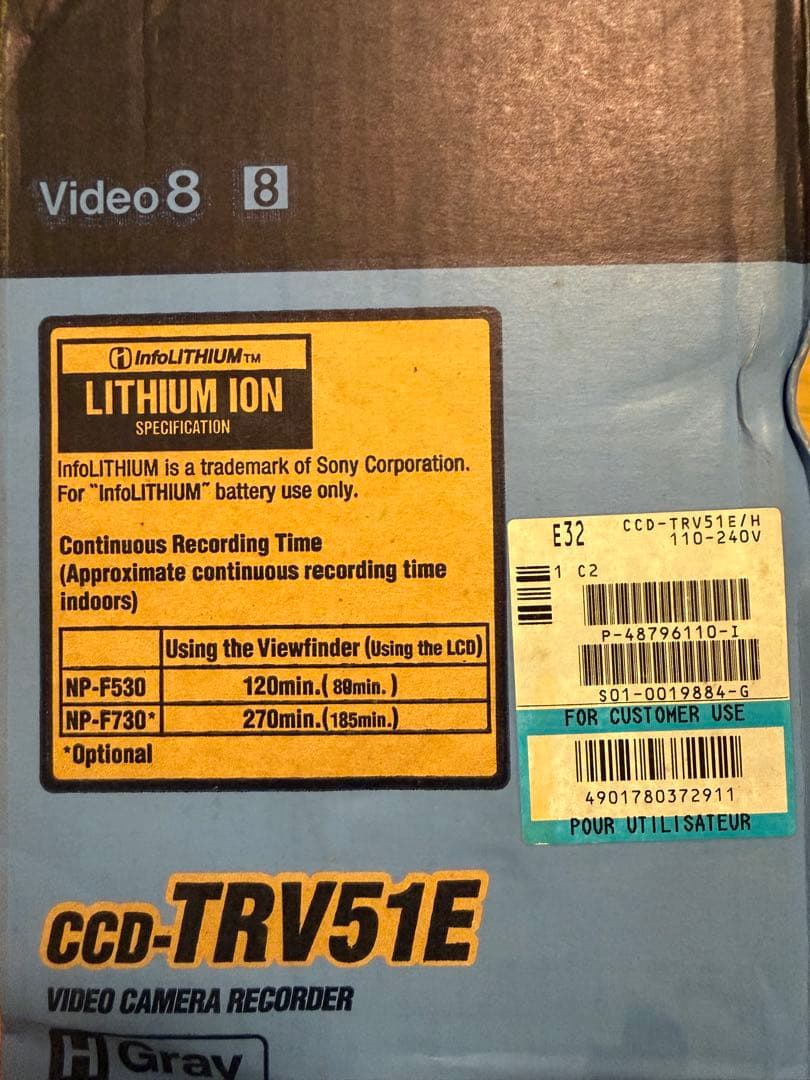 Video8 8
InfoLITHIUM™
LITHIUM ION
SPECIFICATION
InfoLITHIUM is a trademark of Sony Corporation.
For "InfoLITHIUM" battery use only.
Continuous Recording Time
(Approximate continuous recording time
indoors)
Using the Viewfinder (Using the LCD)
NP-F530 120min.( 80min. )
NP-F730* 270min.(185min.)
*Optional
E32 CCD-TRV51E/H
110-240V
1 C2
P-48796110-I
S01-0019884-G
FOR CUSTOMER USE
4901780372911
POUR UTILISATEUR
CCD-TRV51E
VIDEO CAMERA RECORDER
H Gray